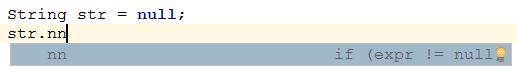 String str = null;
str.nn
nn if (expr != null